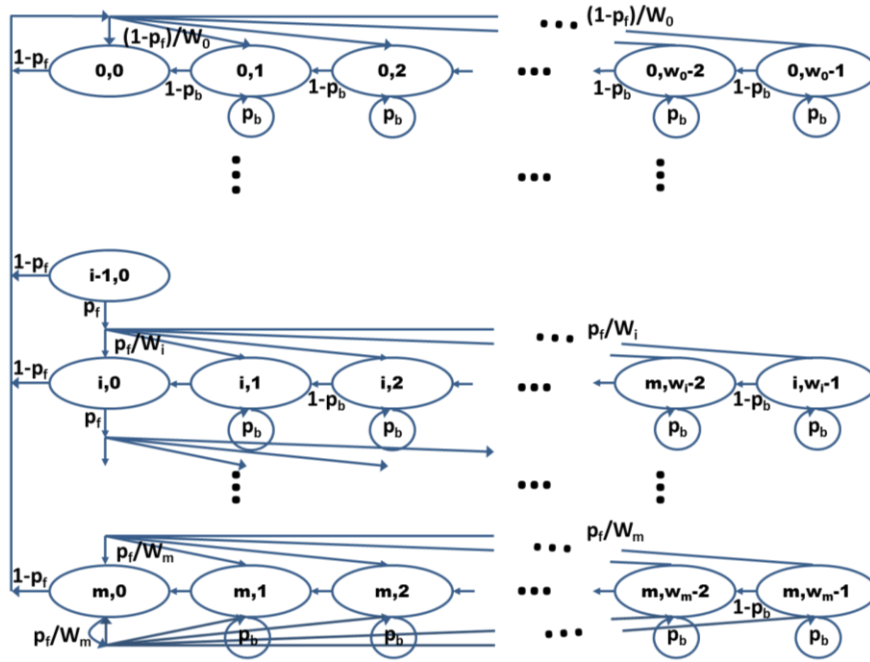 (1-pf)/W0
(1-pf)/W0
1-pf
0,0
0,1
0,2
...
0,w0-2
0,w0-1
1-pb
1-pb
1-pb
1-pb
pb
pb
pb
pb
...
1-pf
i-1,0
pf
pf/Wi
pf/Wi
1-pf
i,0
i,1
i,2
...
m,wi-2
i,wi-1
1-pb
1-pb
pf
pb
pb
pb
pb
...
pf/Wm
pf/Wm
1-pf
m,0
m,1
m,2
...
m,wm-2
m,wm-1
1-pb
pf/Wm
pb
pb
pb
pb